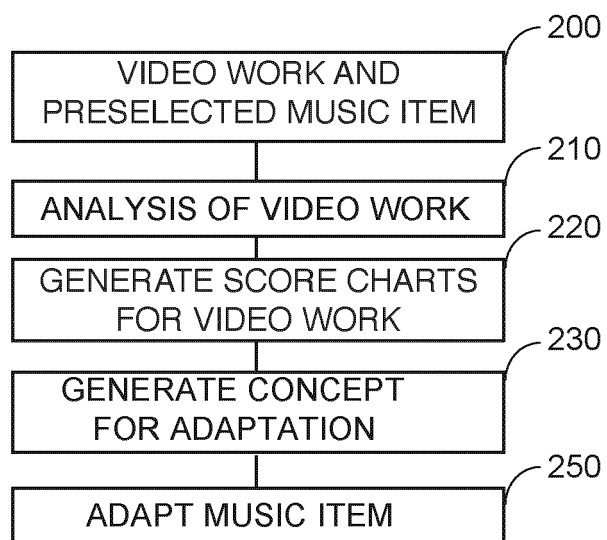 200
VIDEO WORK AND
PRESELECTED MUSIC ITEM
210
ANALYSIS OF VIDEO WORK
220
GENERATE SCORE CHARTS
FOR VIDEO WORK
230
GENERATE CONCEPT
FOR ADAPTATION
250
ADAPT MUSIC ITEM